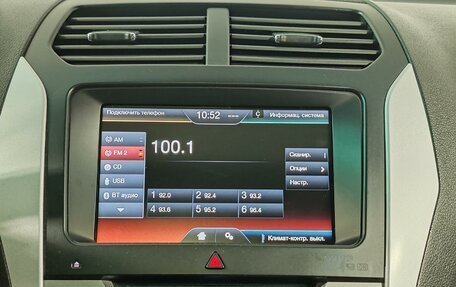 Подключить телефон 10:52 Информац. система
AM
FM 2
CD
USB
BT аудио
100.1
Сканир.
Опции
Настр.
1 92.0 2 92.4 3 93.2
4 93.6 5 95.2 6 96.4
Климат-контр. выкл.